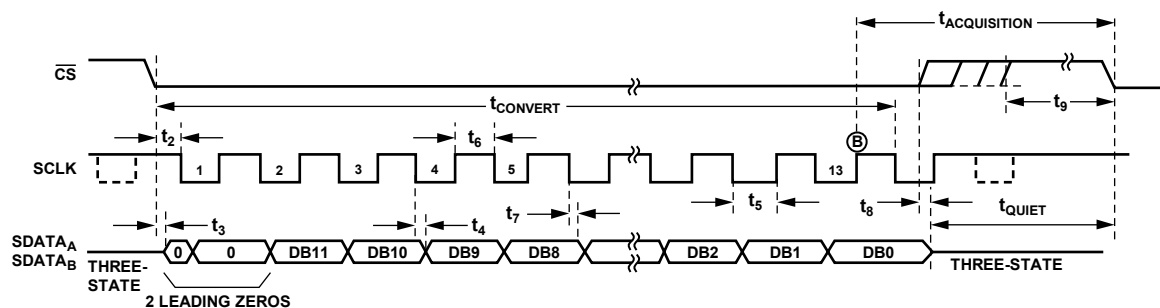 tACQUISITION
CS
tCONVERT
t9
t2
t6
B
SCLK
1 2 3 4 5 13
t5
t8
tQUIET
t3
t7
t4
SDATAA
SDATAB
0 0 DB11 DB10 DB9 DB8 DB2 DB1 DB0
THREE-
STATE
THREE-STATE
2 LEADING ZEROS